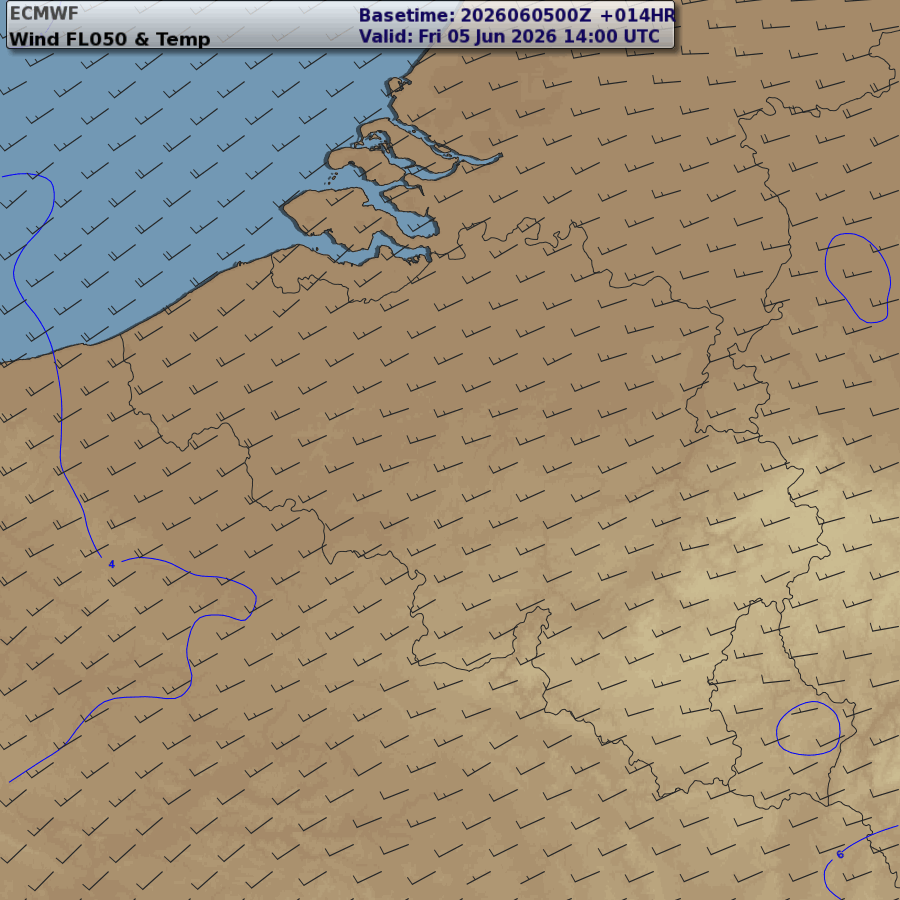 ECMWF
Basetime: 2026060500Z +014HR
Wind FL050 & Temp
Valid: Fri 05 Jun 2026 14:00 UTC
4
6